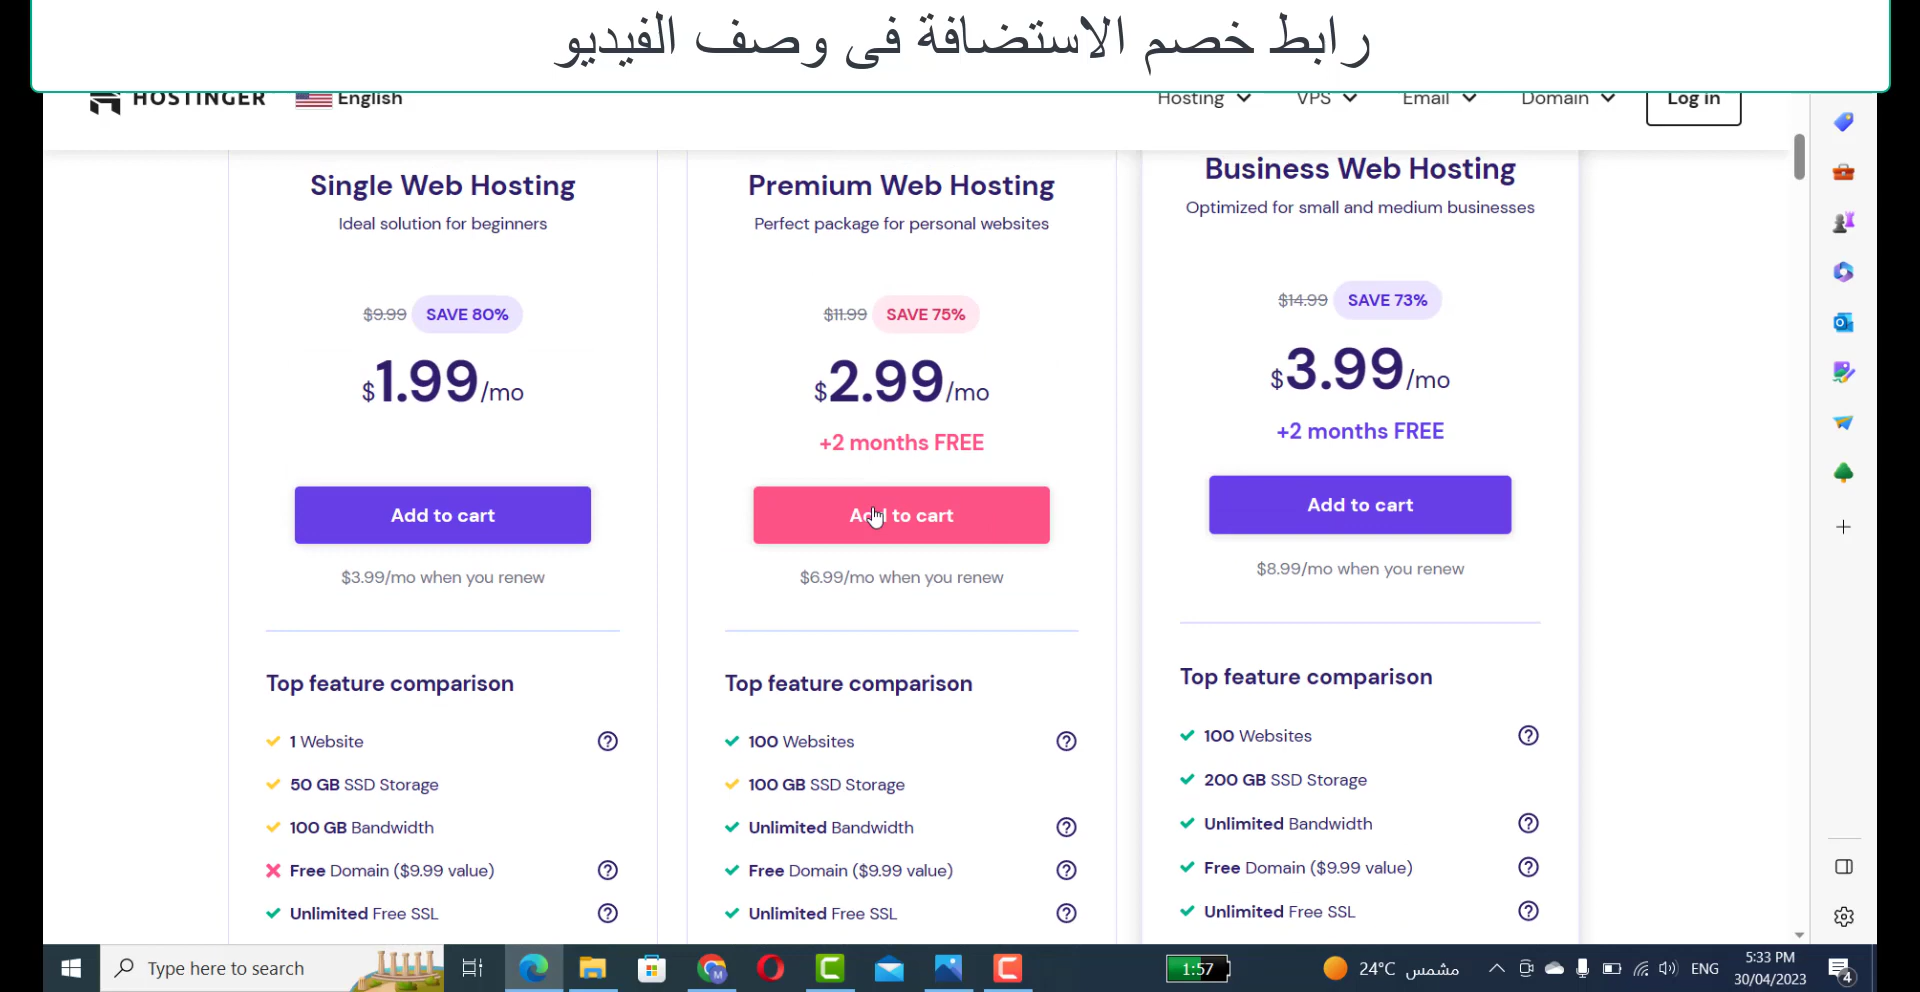 رابط خصم الاستضافة فى وصف الفيديو
HOSTINGER English Hosting VPS Email Domain Log in
Single Web Hosting
Ideal solution for beginners
$9.99 SAVE 80%
$1.99/mo
Add to cart
$3.99/mo when you renew
Top feature comparison
1 Website
50 GB SSD Storage
100 GB Bandwidth
Free Domain ($9.99 value)
Unlimited Free SSL
Premium Web Hosting
Perfect package for personal websites
$11.99 SAVE 75%
$2.99/mo
+2 months FREE
Add to cart
$6.99/mo when you renew
Top feature comparison
100 Websites
100 GB SSD Storage
Unlimited Bandwidth
Free Domain ($9.99 value)
Unlimited Free SSL
Business Web Hosting
Optimized for small and medium businesses
$14.99 SAVE 73%
$3.99/mo
+2 months FREE
Add to cart
$8.99/mo when you renew
Top feature comparison
100 Websites
200 GB SSD Storage
Unlimited Bandwidth
Free Domain ($9.99 value)
Unlimited Free SSL
Type here to search
1:57
24°C مشمس
ENG
5:33 PM
30/04/2023
4